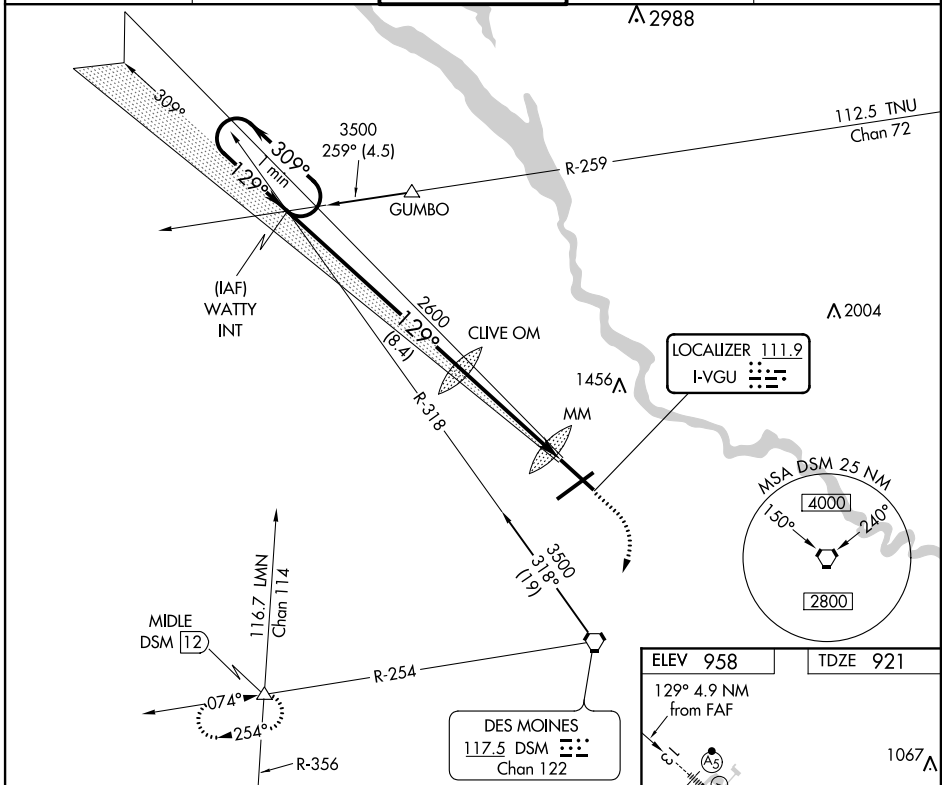 2988
309°
112.5 TNU
Chan 72
3500
259° (4.5)
309°
1 min
129°
R-259
GUMBO
(IAF)
WATTY
INT
2600
129°
(8.4)
CLIVE OM
2004
LOCALIZER 111.9
I-VGU
1456
R-318
MM
MSA DSM 25 NM
4000
150°
240°
2800
3500
318°
(19)
116.7 LMN
Chan 114
MIDLE
DSM 12
R-254
074°
254°
R-356
DES MOINES
117.5 DSM
Chan 122
ELEV 958
TDZE 921
129° 4.9 NM
from FAF
13
A5
1067